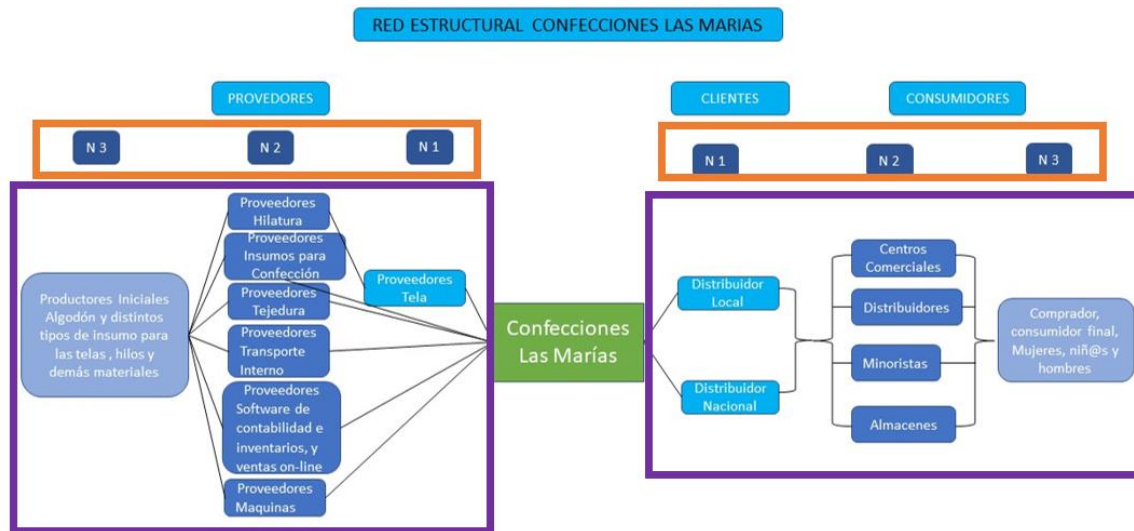 RED ESTRUCTURAL CONFECCIONES LAS MARIAS
PROVEDORES
CLIENTES
CONSUMIDORES
N 3
N 2
N 1
N 1
N 2
N 3
Productores Iniciales
Algodón y distintos
tipos de insumo para
las telas , hilos y
demás materiales
Proveedores
Hilatura
Proveedores
Insumos para
Confección
Proveedores
Tejedura
Proveedores
Transporte
Interno
Proveedores
Software de
contabilidad e
inventarios, y
ventas on-line
Proveedores
Maquinas
Proveedores
Tela
Confecciones
Las Marías
Distribuidor
Local
Distribuidor
Nacional
Centros
Comerciales
Distribuidores
Minoristas
Almacenes
Comprador,
consumidor final,
Mujeres, niñ@s y
hombres